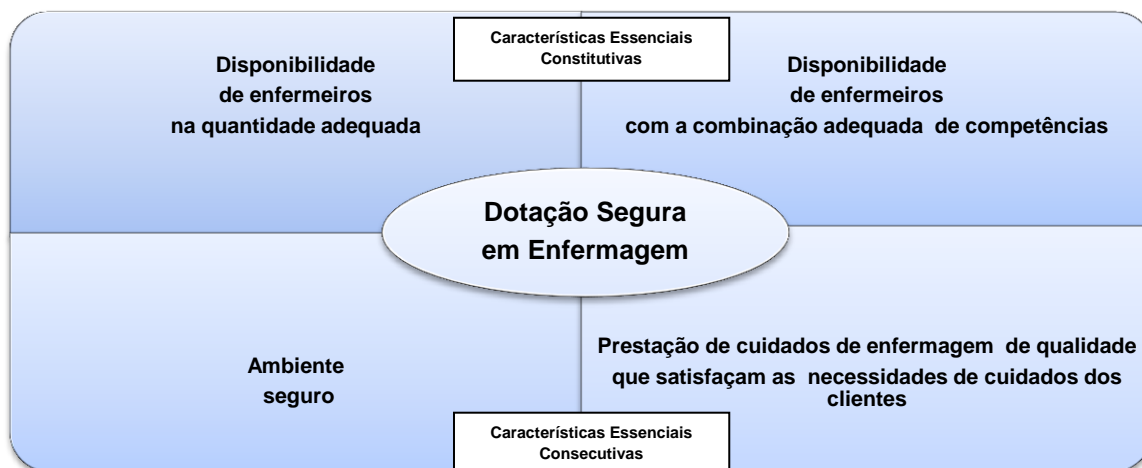 Características Essenciais
Constitutivas
Disponibilidade
de enfermeiros
na quantidade adequada
Disponibilidade
de enfermeiros
com a combinação adequada de competências
Dotação Segura
em Enfermagem
Ambiente
seguro
Prestação de cuidados de enfermagem de qualidade
que satisfaçam as necessidades de cuidados dos
clientes
Características Essenciais
Consecutivas